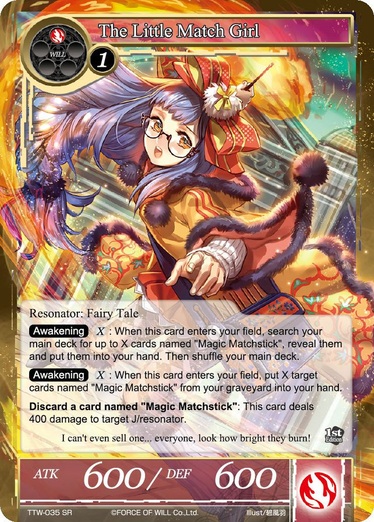 The Little Match Girl
WILL
1
Resonator: Fairy Tale
Awakening X : When this card enters your field, search your
main deck for up to X cards named "Magic Matchstick", reveal them
and put them into your hand. Then shuffle your main deck.
Awakening X : When this card enters your field, put X target
cards named "Magic Matchstick" from your graveyard into your hand.
Discard a card named "Magic Matchstick": This card deals
400 damage to target J/resonator.
1st
Edition
I can't even sell one... everyone, look how bright they burn!
ATK 600 / DEF 600
TTW-035 SR ©FORCE OF WILL Co.,Ltd. Illust/碧風羽